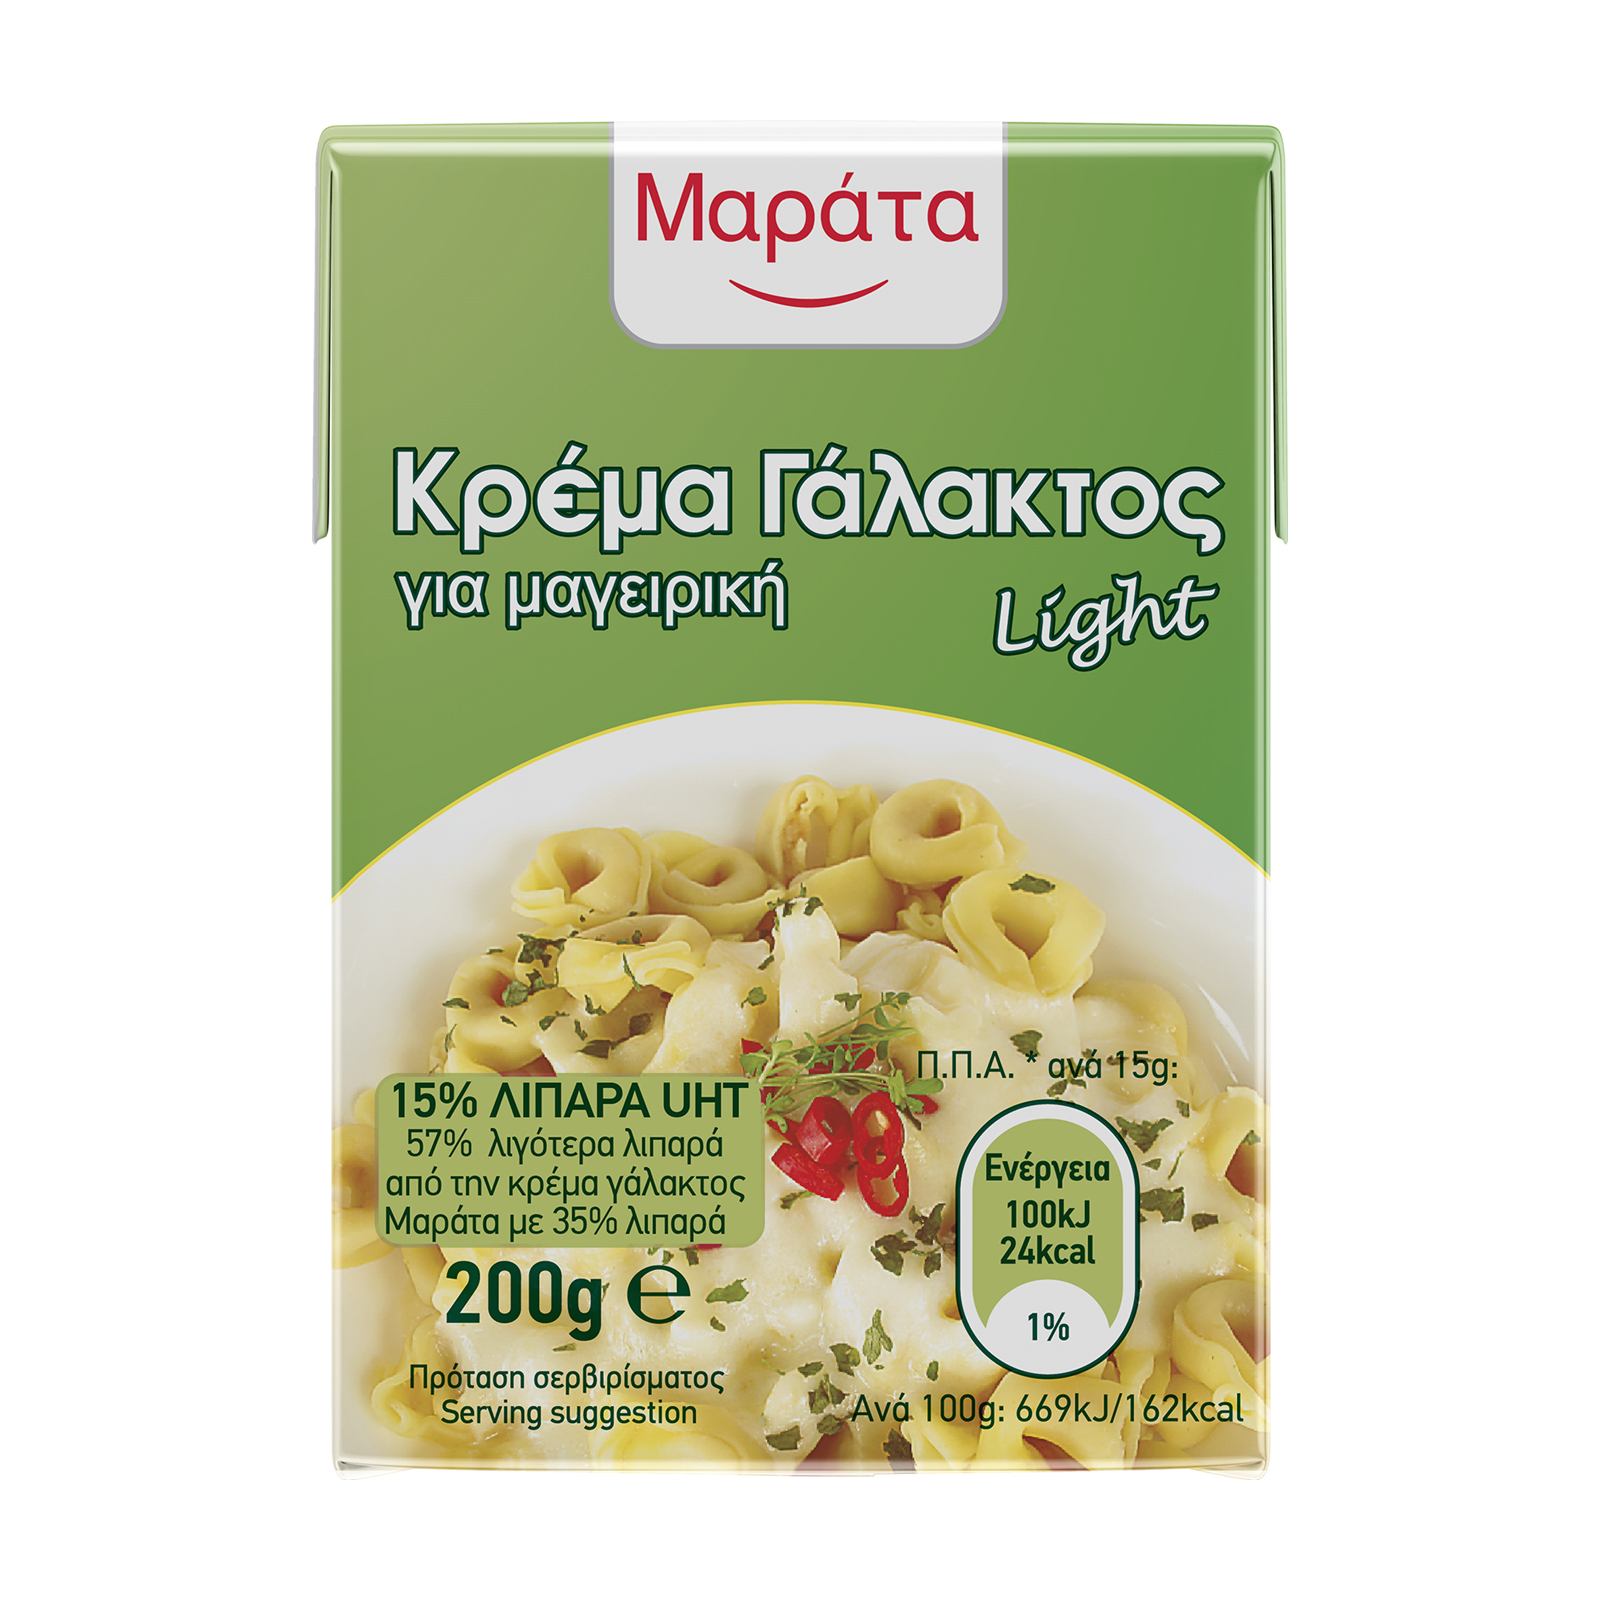 Μαράτα
Κρέμα Γάλακτος
για μαγειρική
Light
Π.Π.Α. * ανά 15g:
15% ΛΙΠΑΡΑ UHT
57% λιγότερα λιπαρά
από την κρέμα γάλακτος
Μαράτα με 35% λιπαρά
Ενέργεια
100kJ
24kcal
1%
200g ℮
Πρόταση σερβιρίσματος
Serving suggestion
Ανά 100g: 669kJ/162kcal